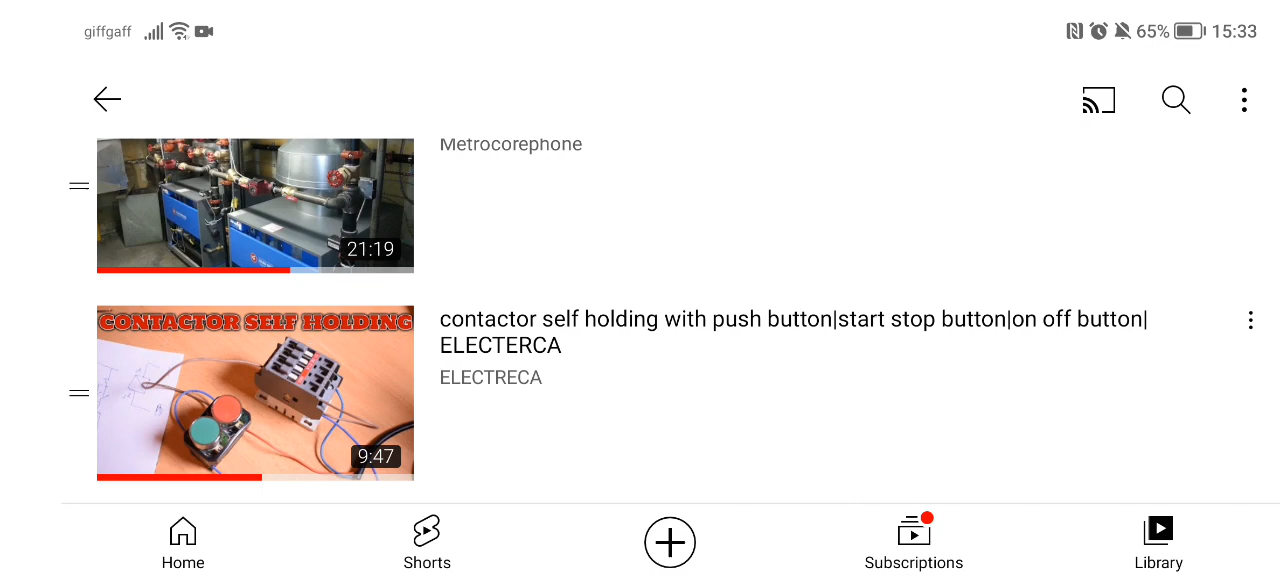 giffgaff
65%
15:33
Metrocorephone
21:19
CONTACTOR SELF HOLDING
contactor self holding with push button|start stop button|on off button|
ELECTERCA
ELECTRECA
9:47
Home
Shorts
Subscriptions
Library